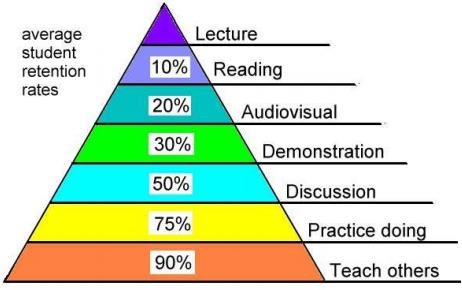 average
student
retention
rates
Lecture
10% Reading
20% Audiovisual
30% Demonstration
50% Discussion
75% Practice doing
90% Teach others